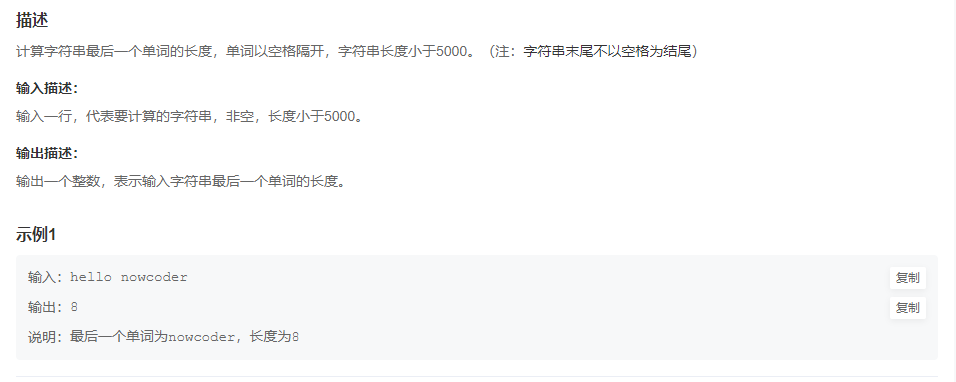 描述
计算字符串最后一个单词的长度，单词以空格隔开，字符串长度小于5000。（注：字符串末尾不以空格为结尾）
输入描述：
输入一行，代表要计算的字符串，非空，长度小于5000。
输出描述：
输出一个整数，表示输入字符串最后一个单词的长度。
示例1
输入：hello nowcoder 复制
输出：8 复制
说明：最后一个单词为nowcoder，长度为8